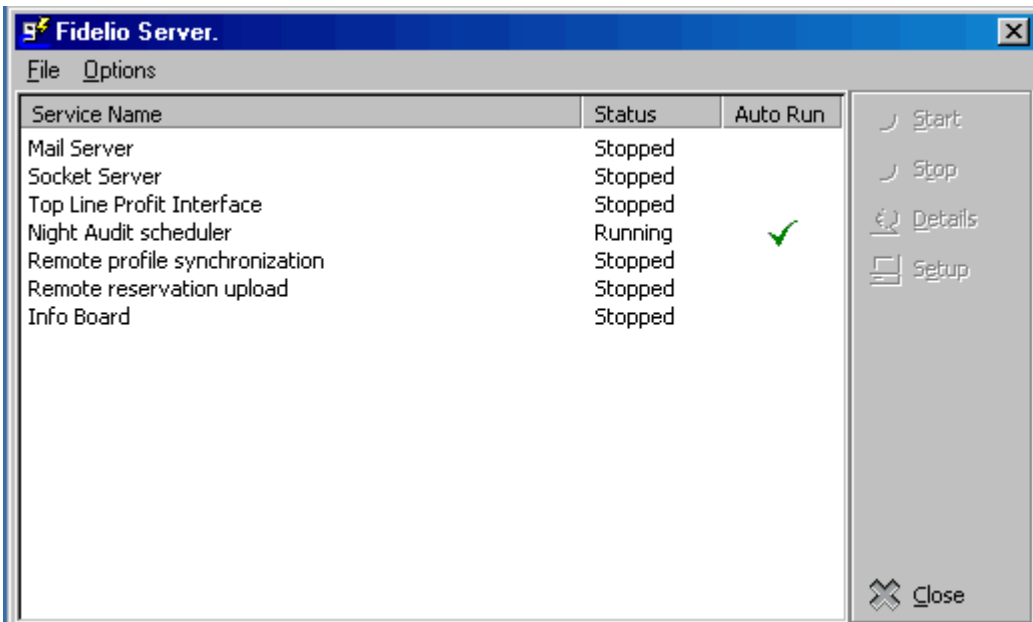 Fidelio Server.
File Options
Service Name Status Auto Run
Mail Server Stopped
Socket Server Stopped
Top Line Profit Interface Stopped
Night Audit scheduler Running
Remote profile synchronization Stopped
Remote reservation upload Stopped
Info Board Stopped
Start
Stop
Details
Setup
Close